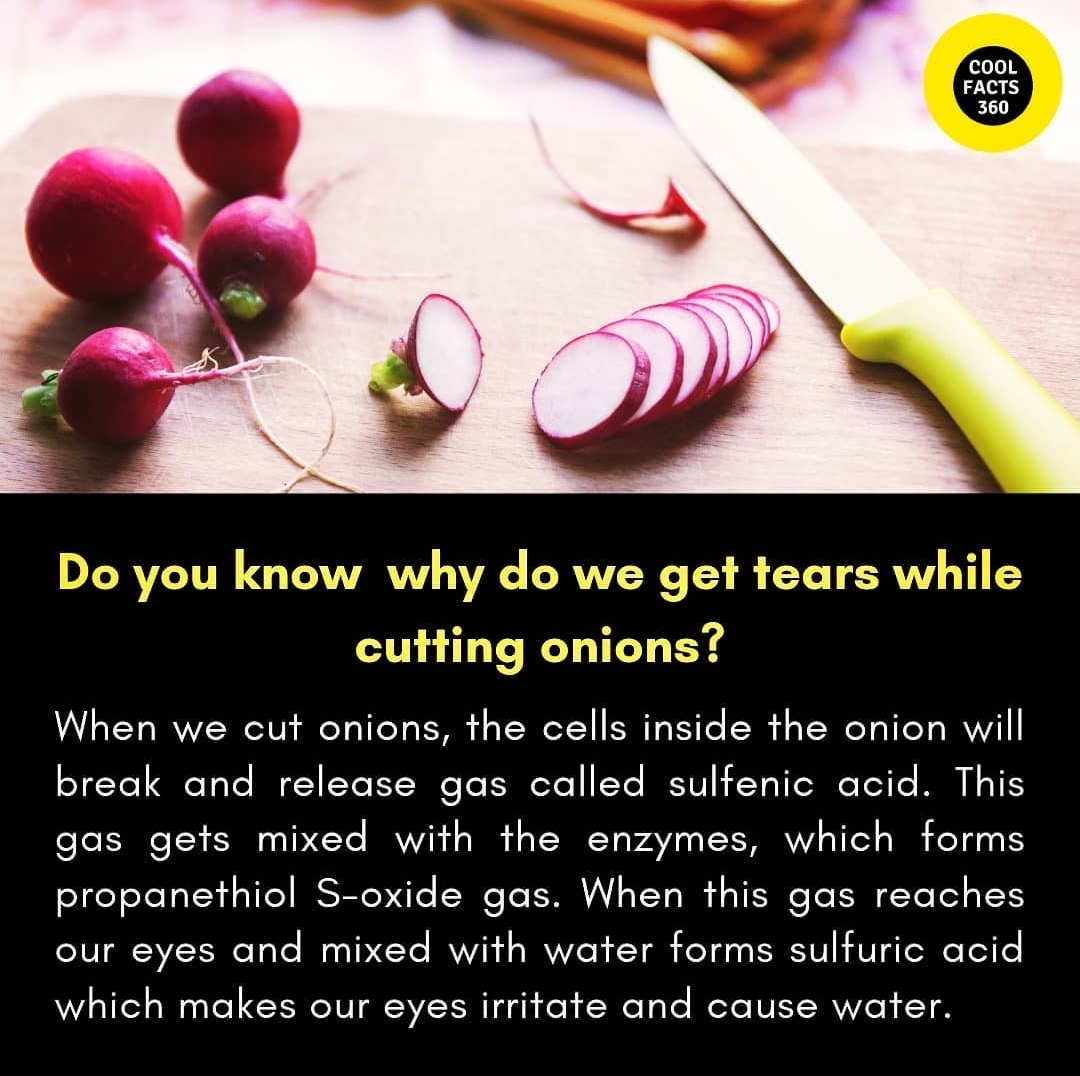 COOL
FACTS
360
Do you know why do we get tears while
cutting onions?
When we cut onions, the cells inside the onion will
break and release gas called sulfenic acid. This
gas gets mixed with the enzymes, which forms
propanethiol S-oxide gas. When this gas reaches
our eyes and mixed with water forms sulfuric acid
which makes our eyes irritate and cause water.